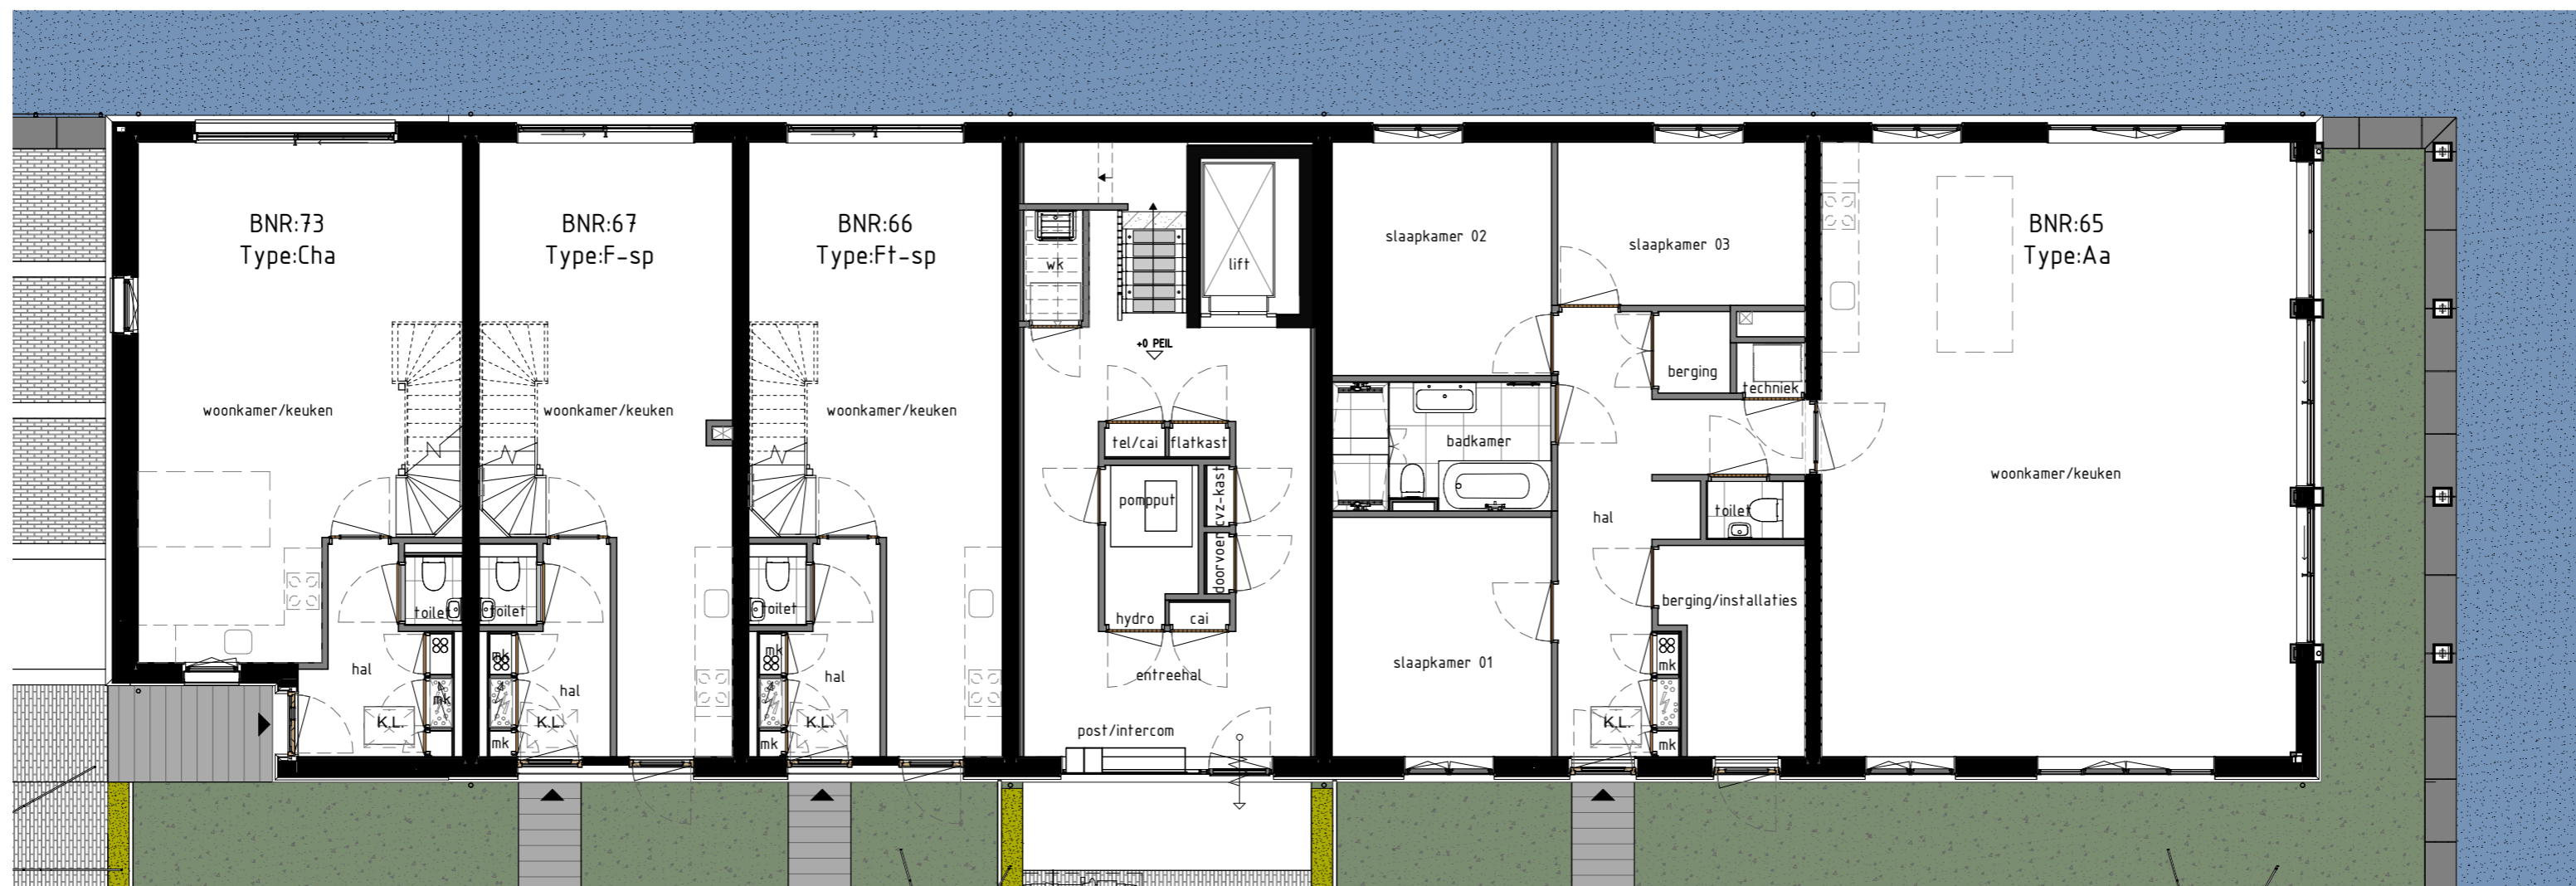 BNR:73
Type:Cha
woonkamer/keuken
toilet
hal
mk
K.L.
BNR:67
Type:F-sp
woonkamer/keuken
toilet
mk
hal
K.L.
mk
BNR:66
Type:Ft-sp
woonkamer/keuken
toilet
mk
hal
K.L.
mk
wk
lift
+0 PEIL
tel/cai
flatkast
pompput
cvz-kast
doorvoer
hydro
cai
entreehal
post/intercom
slaapkamer 02
slaapkamer 03
berging
techniek
badkamer
hal
toilet
berging/installaties
slaapkamer 01
mk
K.L.
mk
BNR:65
Type:Aa
woonkamer/keuken